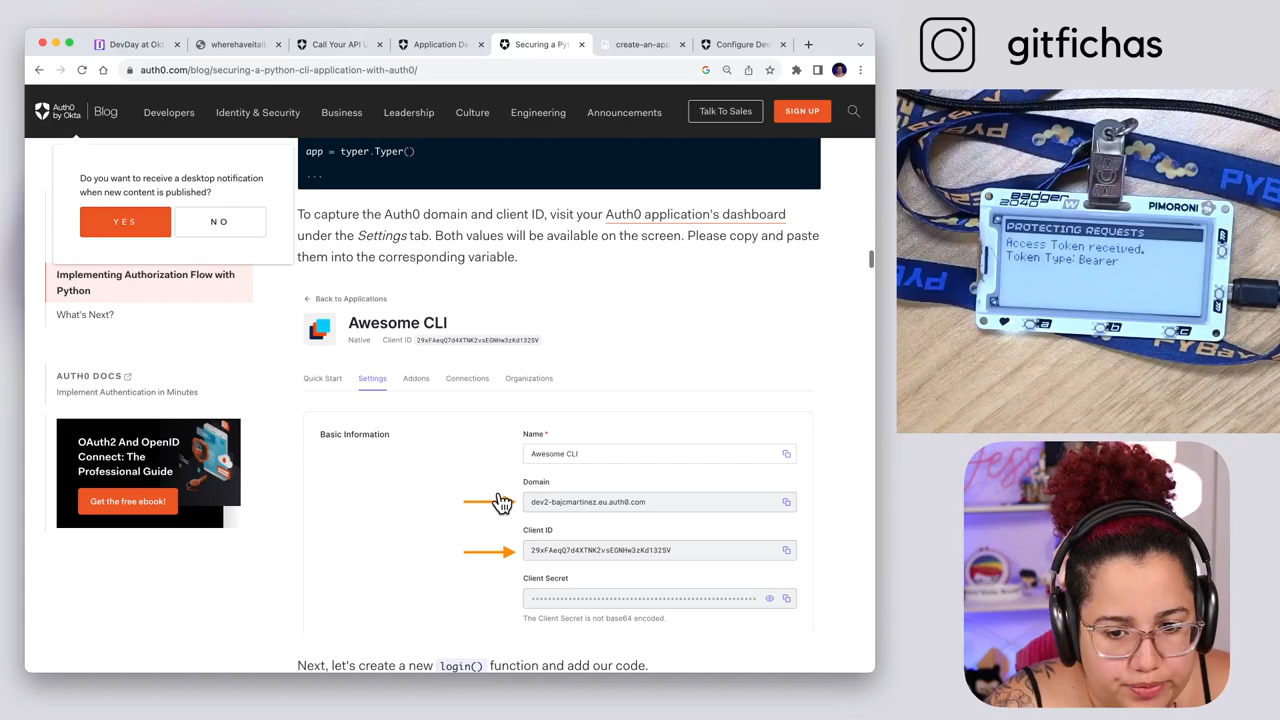 DevDay at Ok
wherehaveitall
Call Your API U
Application De
Securing a Pyt
create-an-app
Configure Dev
auth0.com/blog/securing-a-python-cli-application-with-auth0/
Auth0
by Okta
Blog
Developers
Identity
Culture
Engineering
Announcements
Talk To Sales
SIGN UP
Do you want to receive a desktop notification
when new content is published?
YES
NO
Implementing Authorization Flow with
Python
What's Next?
AUTH0 DOCS
Implement Authentication in Minutes
OAuth2 And OpenID
Connect: The
Professional Guide
Get the free ebook!
app = typer.Typer()
...
To capture the Auth0 domain and client ID, visit your Auth0 application's dashboard
under the Settings tab. Both values will be available on the screen. Please copy and paste
them into the corresponding variable.
Back to Applications
Awesome CLI
Native Client ID 29xFAeqQ7d4XTNK2vsEGNHw3zKd132SV
Quick Start Settings Addons Connections Organizations
Basic Information
Name *
Awesome CLI
Domain
dev2-bajcmartinez.eu.auth0.com
Client ID
29xFAeqQ7d4XTNK2vsEGNHw3zKd132SV
Client Secret
The Client Secret is not base64 encoded.
Next, let's create a new login() function and add our code.
gitfichas
badger
2040 W
PIMORONI
PROTECTING REQUESTS
Access Token received.
Token Type: Bearer
a
b
c
PYBAY
PYBay